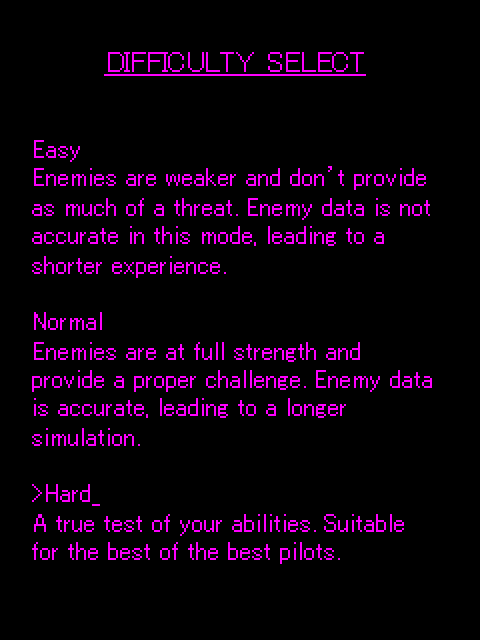 DIFFICULTY SELECT
Easy
Enemies are weaker and don't provide
as much of a threat. Enemy data is not
accurate in this mode, leading to a
shorter experience.
Normal
Enemies are at full strength and
provide a proper challenge. Enemy data
is accurate, leading to a longer
simulation.
>Hard_
A true test of your abilities. Suitable
for the best of the best pilots.